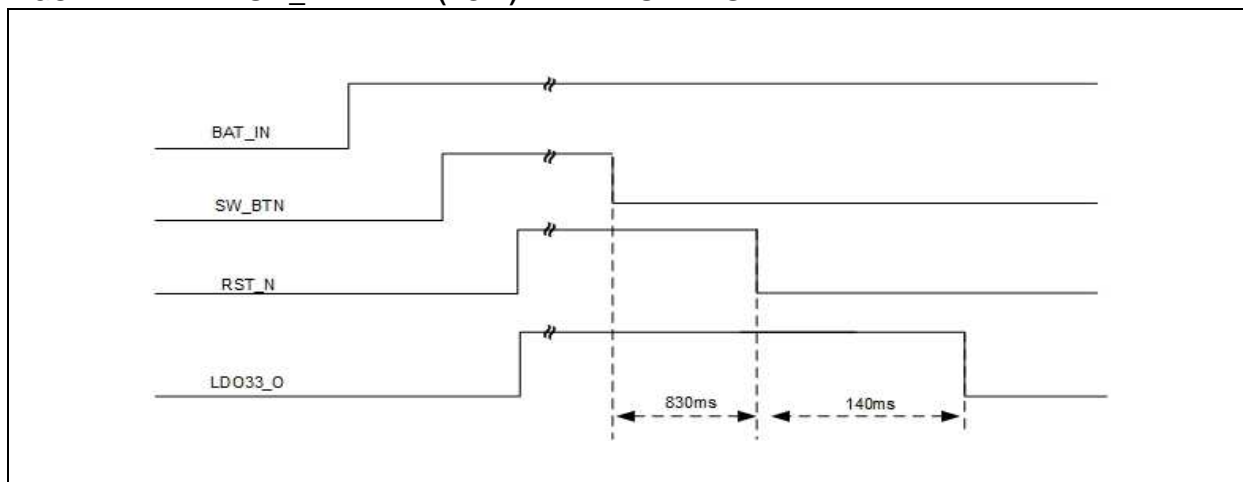 BAT_IN
SW_BTN
RST_N
LDO33_O
830ms
140ms